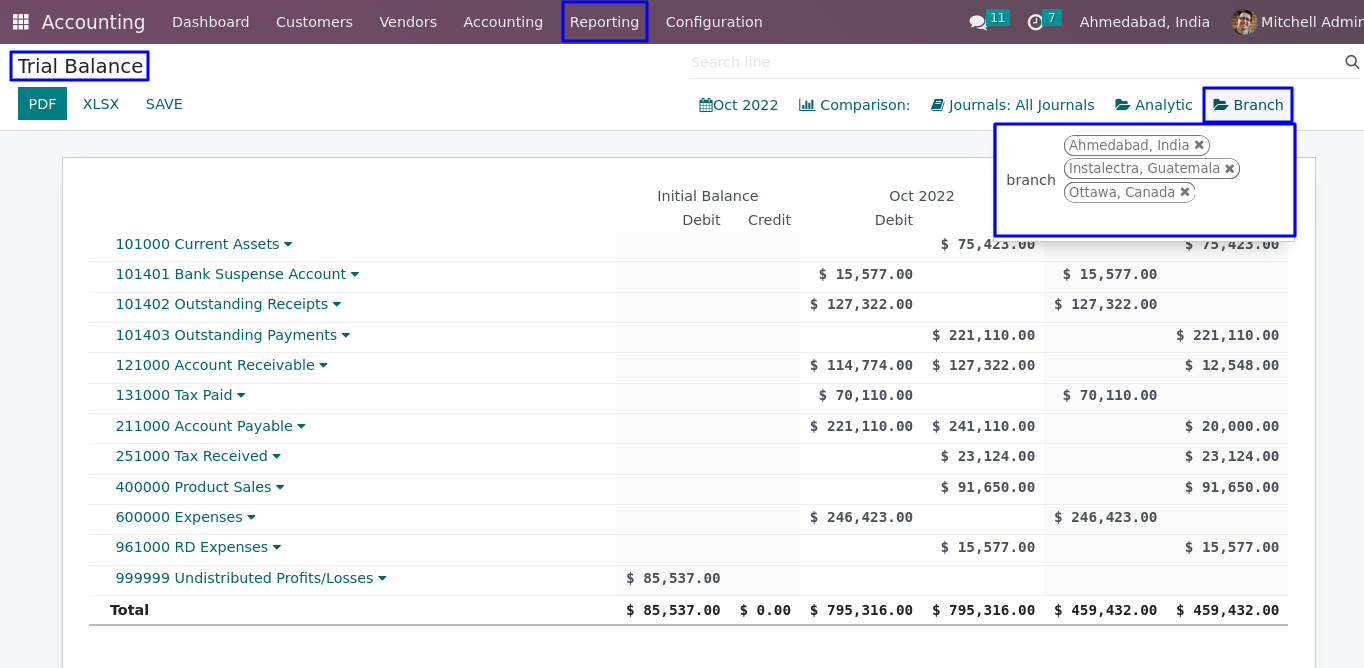 Accounting Dashboard Customers Vendors Accounting Reporting Configuration 11 7 Ahmedabad, India Mitchell Admin
Trial Balance
Search line
PDF XLSX SAVE Oct 2022 Comparison: Journals: All Journals Analytic Branch
branch
Ahmedabad, India ✖
Instalectra, Guatemala ✖
Ottawa, Canada ✖
Initial Balance Oct 2022
Debit Credit Debit
101000 Current Assets $ 75,423.00 $ 75,423.00
101401 Bank Suspense Account $ 15,577.00 $ 15,577.00
101402 Outstanding Receipts $ 127,322.00 $ 127,322.00
101403 Outstanding Payments $ 221,110.00 $ 221,110.00
121000 Account Receivable $ 114,774.00 $ 127,322.00 $ 12,548.00
131000 Tax Paid $ 70,110.00 $ 70,110.00
211000 Account Payable $ 221,110.00 $ 241,110.00 $ 20,000.00
251000 Tax Received $ 23,124.00 $ 23,124.00
400000 Product Sales $ 91,650.00 $ 91,650.00
600000 Expenses $ 246,423.00 $ 246,423.00
961000 RD Expenses $ 15,577.00 $ 15,577.00
999999 Undistributed Profits/Losses $ 85,537.00
Total $ 85,537.00 $ 0.00 $ 795,316.00 $ 795,316.00 $ 459,432.00 $ 459,432.00